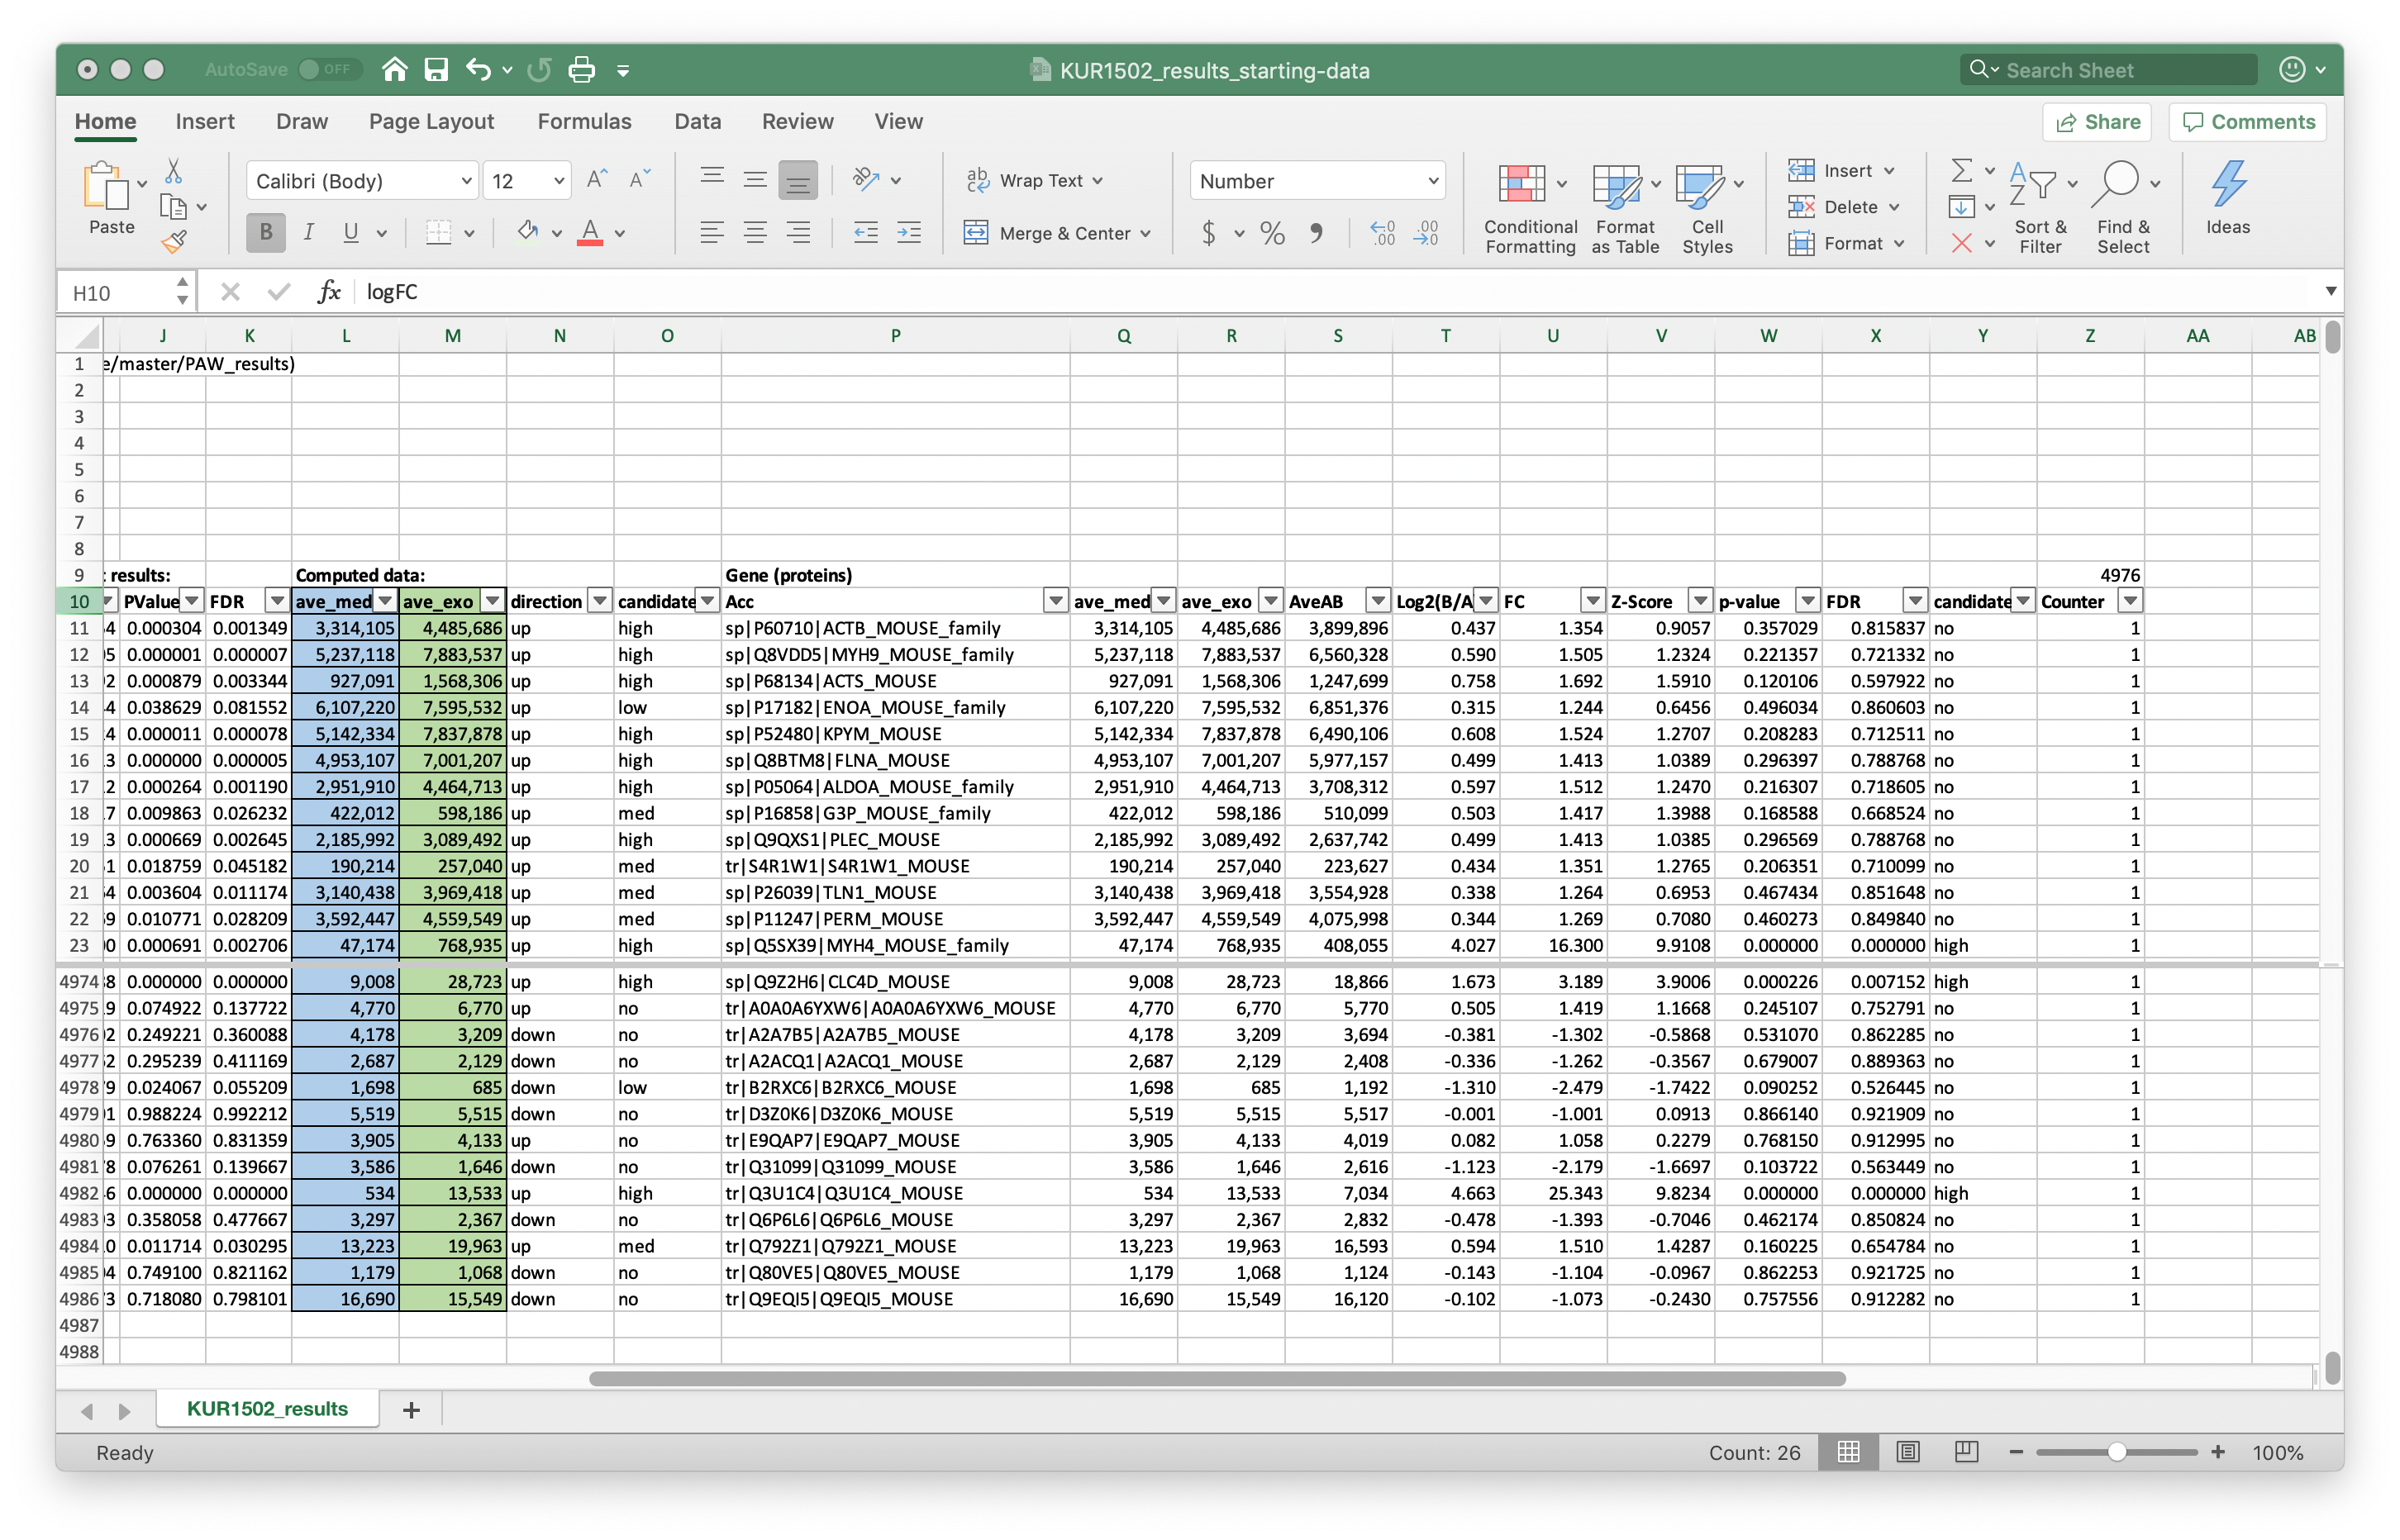 AutoSave OFF KUR1502_results_starting-data Search Sheet
Home Insert Draw Page Layout Formulas Data Review View Share Comments
Paste Calibri (Body) 12 Wrap Text Number Conditional Formatting Format as Table Cell Styles Insert Delete Format Sort & Filter Find & Select Ideas
B I U Merge & Center $ % 9
H10 fx logFC
J K L M N O P Q R S T U V W X Y Z AA AB
1 e/master/PAW_results)
2
3
4
5
6
7
8
9 results: Computed data: Gene (proteins) 4976
10 PValue FDR ave_med ave_exo direction candidate Acc ave_med ave_exo AveAB Log2(B/A FC Z-Score p-value FDR candidate Counter
11 4 0.000304 0.001349 3,314,105 4,485,686 up high sp|P60710|ACTB_MOUSE_family 3,314,105 4,485,686 3,899,896 0.437 1.354 0.9057 0.357029 0.815837 no 1
12 5 0.000001 0.000007 5,237,118 7,883,537 up high sp|Q8VDD5|MYH9_MOUSE_family 5,237,118 7,883,537 6,560,328 0.590 1.505 1.2324 0.221357 0.721332 no 1
13 2 0.000879 0.003344 927,091 1,568,306 up high sp|P68134|ACTS_MOUSE 927,091 1,568,306 1,247,699 0.758 1.692 1.5910 0.120106 0.597922 no 1
14 4 0.038629 0.081552 6,107,220 7,595,532 up low sp|P17182|ENOA_MOUSE_family 6,107,220 7,595,532 6,851,376 0.315 1.244 0.6456 0.496034 0.860603 no 1
15 4 0.000011 0.000078 5,142,334 7,837,878 up high sp|P52480|KPYM_MOUSE 5,142,334 7,837,878 6,490,106 0.608 1.524 1.2707 0.208283 0.712511 no 1
16 3 0.000000 0.000005 4,953,107 7,001,207 up high sp|Q8BTM8|FLNA_MOUSE 4,953,107 7,001,207 5,977,157 0.499 1.413 1.0389 0.296397 0.788768 no 1
17 2 0.000264 0.001190 2,951,910 4,464,713 up high sp|P05064|ALDOA_MOUSE_family 2,951,910 4,464,713 3,708,312 0.597 1.512 1.2470 0.216307 0.718605 no 1
18 7 0.009863 0.026232 422,012 598,186 up med sp|P16858|G3P_MOUSE_family 422,012 598,186 510,099 0.503 1.417 1.3988 0.168588 0.668524 no 1
19 3 0.000669 0.002645 2,185,992 3,089,492 up high sp|Q9QXS1|PLEC_MOUSE 2,185,992 3,089,492 2,637,742 0.499 1.413 1.0385 0.296569 0.788768 no 1
20 1 0.018759 0.045182 190,214 257,040 up med tr|S4R1W1|S4R1W1_MOUSE 190,214 257,040 223,627 0.434 1.351 1.2765 0.206351 0.710099 no 1
21 4 0.003604 0.011174 3,140,438 3,969,418 up med sp|P26039|TLN1_MOUSE 3,140,438 3,969,418 3,554,928 0.338 1.264 0.6953 0.467434 0.851648 no 1
22 9 0.010771 0.028209 3,592,447 4,559,549 up med sp|P11247|PERM_MOUSE 3,592,447 4,559,549 4,075,998 0.344 1.269 0.7080 0.460273 0.849840 no 1
23 0 0.000691 0.002706 47,174 768,935 up high sp|Q5SX39|MYH4_MOUSE_family 47,174 768,935 408,055 4.027 16.300 9.9108 0.000000 0.000000 high 1
4974 8 0.000000 0.000000 9,008 28,723 up high sp|Q9Z2H6|CLC4D_MOUSE 9,008 28,723 18,866 1.673 3.189 3.9006 0.000226 0.007152 high 1
4975 9 0.074922 0.137722 4,770 6,770 up no tr|A0A0A6YXW6|A0A0A6YXW6_MOUSE 4,770 6,770 5,770 0.505 1.419 1.1668 0.245107 0.752791 no 1
4976 2 0.249221 0.360088 4,178 3,209 down no tr|A2A7B5|A2A7B5_MOUSE 4,178 3,209 3,694 -0.381 -1.302 -0.5868 0.531070 0.862285 no 1
4977 2 0.295239 0.411169 2,687 2,129 down no tr|A2ACQ1|A2ACQ1_MOUSE 2,687 2,129 2,408 -0.336 -1.262 -0.3567 0.679007 0.889363 no 1
4978 9 0.024067 0.055209 1,698 685 down low tr|B2RXC6|B2RXC6_MOUSE 1,698 685 1,192 -1.310 -2.479 -1.7422 0.090252 0.526445 no 1
4979 1 0.988224 0.992212 5,519 5,515 down no tr|D3Z0K6|D3Z0K6_MOUSE 5,519 5,515 5,517 -0.001 -1.001 0.0913 0.866140 0.921909 no 1
4980 9 0.763360 0.831359 3,905 4,133 up no tr|E9QAP7|E9QAP7_MOUSE 3,905 4,133 4,019 0.082 1.058 0.2279 0.768150 0.912995 no 1
4981 8 0.076261 0.139667 3,586 1,646 down no tr|Q31099|Q31099_MOUSE 3,586 1,646 2,616 -1.123 -2.179 -1.6697 0.103722 0.563449 no 1
4982 6 0.000000 0.000000 534 13,533 up high tr|Q3U1C4|Q3U1C4_MOUSE 534 13,533 7,034 4.663 25.343 9.8234 0.000000 0.000000 high 1
4983 3 0.358058 0.477667 3,297 2,367 down no tr|Q6P6L6|Q6P6L6_MOUSE 3,297 2,367 2,832 -0.478 -1.393 -0.7046 0.462174 0.850824 no 1
4984 0 0.011714 0.030295 13,223 19,963 up med tr|Q792Z1|Q792Z1_MOUSE 13,223 19,963 16,593 0.594 1.510 1.4287 0.160225 0.654784 no 1
4985 4 0.749100 0.821162 1,179 1,068 down no tr|Q80VE5|Q80VE5_MOUSE 1,179 1,068 1,124 -0.143 -1.104 -0.0967 0.862253 0.921725 no 1
4986 3 0.718080 0.798101 16,690 15,549 down no tr|Q9EQI5|Q9EQI5_MOUSE 16,690 15,549 16,120 -0.102 -1.073 -0.2430 0.757556 0.912282 no 1
4987
4988
KUR1502_results +
Ready Count: 26 100%